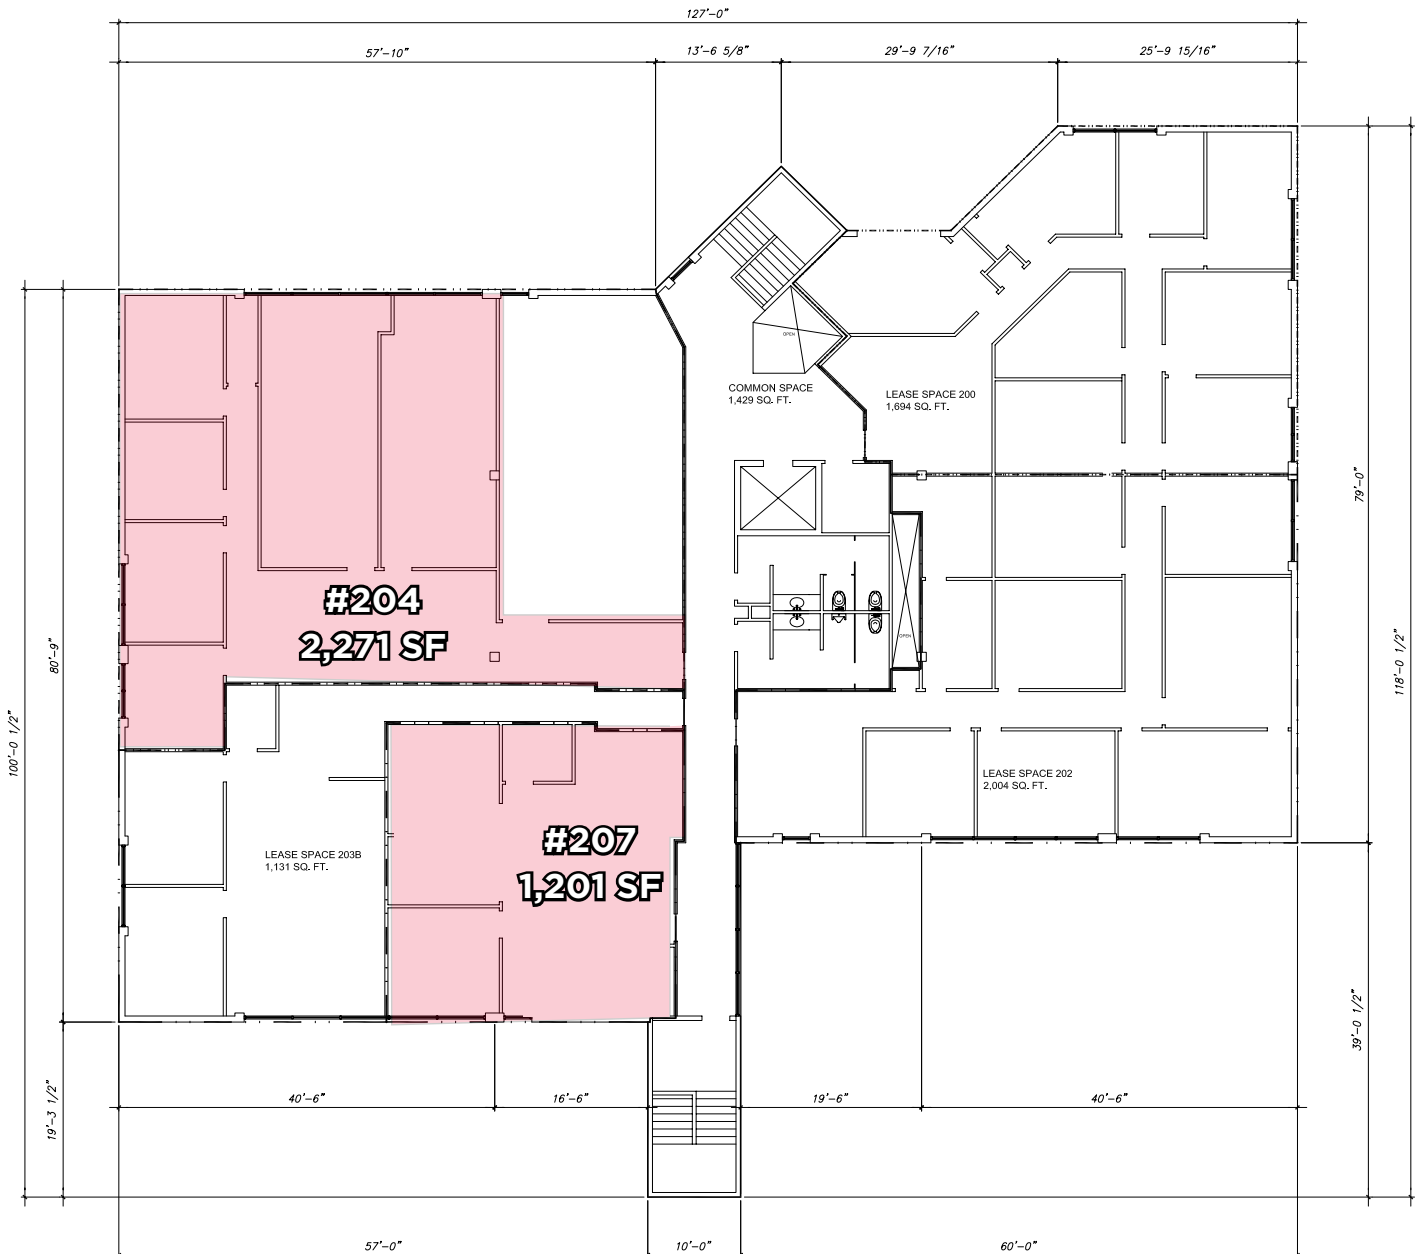 127'-0"
57'-10"
13'-6 5/8"
29'-9 7/16"
25'-9 15/16"
OPEN
COMMON SPACE
1,429 SQ. FT.
LEASE SPACE 200
1,694 SQ. FT.
79'-0"
#204
2,271 SF
OPEN
80'-9"
118'-0 1/2"
100'-0 1/2"
LEASE SPACE 202
2,004 SQ. FT.
#207
1,201 SF
LEASE SPACE 203B
1,131 SQ. FT.
39'-0 1/2"
19'-3 1/2"
40'-6"
16'-6"
19'-6"
40'-6"
57'-0"
10'-0"
60'-0"